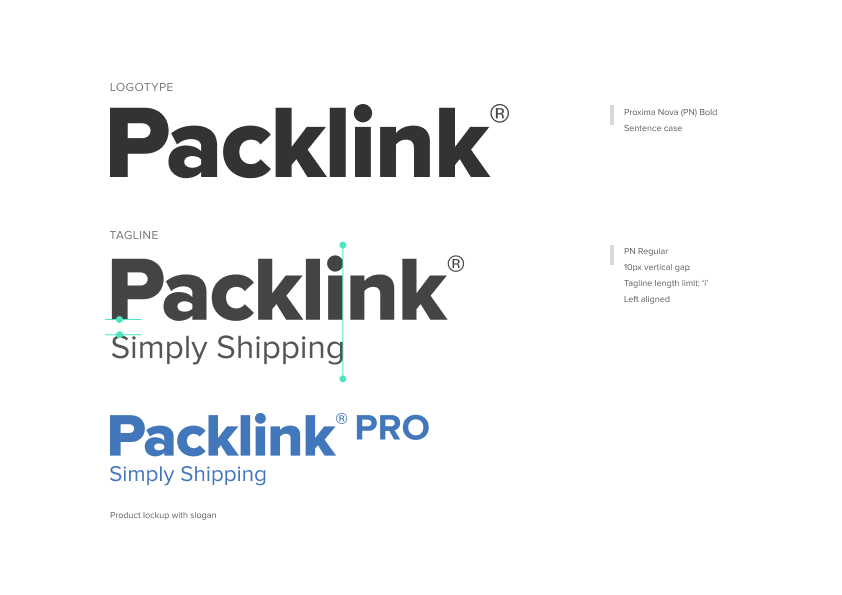 LOGOTYPE
Packlink®
Proxima Nova (PN) Bold
Sentence case
TAGLINE
Packlink®
Simply Shipping
PN Regular
10px vertical gap
Tagline length limit: 'i'
Left aligned
Packlink® PRO
Simply Shipping
Product lockup with slogan